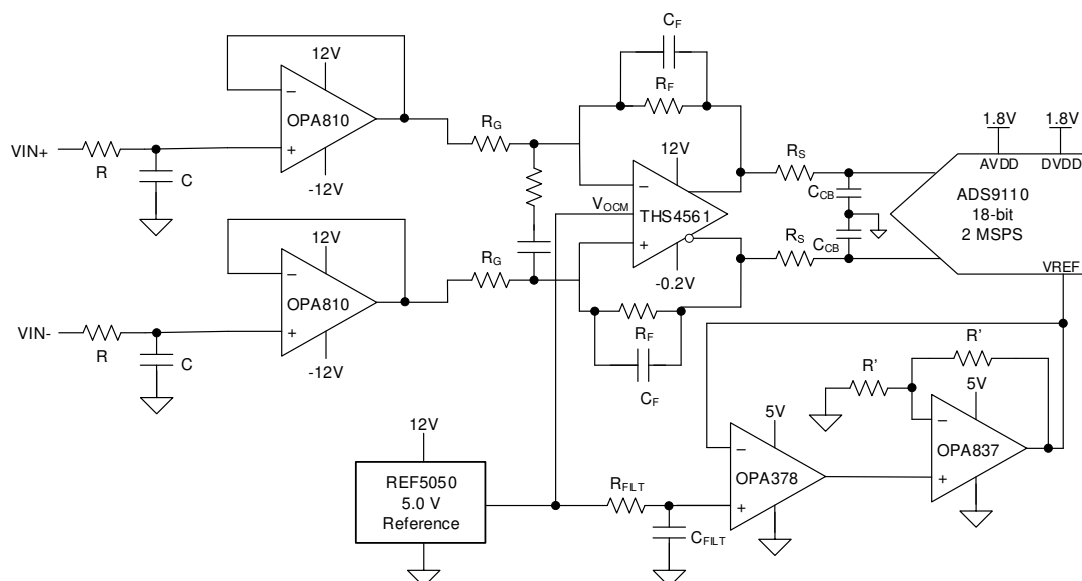 CF
RF
12V
OPA810
−
+
-12V
VIN+
R
C
RG
12V
VOCM
THS4561
−
+
-0.2V
RS
CCB
CCB
RS
1.8V
1.8V
AVDD
DVDD
ADS9110
18-bit
2 MSPS
VREF
12V
OPA810
−
+
-12V
VIN-
R
C
RG
RF
CF
12V
REF5050
5.0 V
Reference
RFILT
CFILT
5V
−
OPA378
+
R'
R'
5V
−
OPA837
+